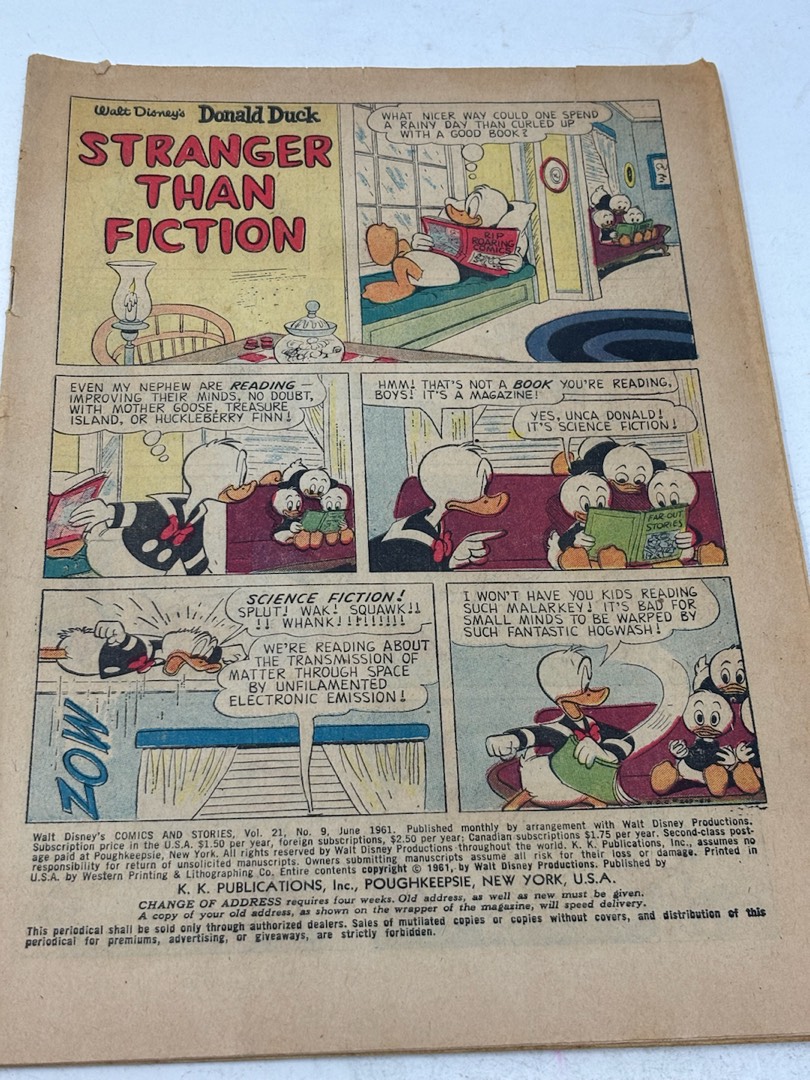 Walt Disney's Donald Duck
STRANGER
THAN
FICTION
WHAT NICER WAY COULD ONE SPEND
A RAINY DAY THAN CURLED UP
WITH A GOOD BOOK?
RIP
ROARING
COMICS
EVEN MY NEPHEW ARE READING —
IMPROVING THEIR MINDS, NO DOUBT,
WITH MOTHER GOOSE, TREASURE
ISLAND, OR HUCKLEBERRY FINN!
HMM! THAT'S NOT A BOOK YOU'RE READING,
BOYS! IT'S A MAGAZINE!
YES, UNCA DONALD!
IT'S SCIENCE FICTION!
FAR-OUT
STORIES
SCIENCE FICTION!
SPLUT! WAK! SQUAWK!!
!! WHANK!!!!!!!!!!
WE'RE READING ABOUT
THE TRANSMISSION OF
MATTER THROUGH SPACE
BY UNFILAMENTED
ELECTRONIC EMISSION!
ZOW
I WON'T HAVE YOU KIDS READING
SUCH MALARKEY! IT'S BAD FOR
SMALL MINDS TO BE WARPED BY
SUCH FANTASTIC HOGWASH!
Walt Disney's COMICS AND STORIES, Vol. 21, No. 9, June 1961. Published monthly by arrangement with Walt Disney Productions.
Subscription price in the U.S.A. $1.50 per year, foreign subscriptions, $2.50 per year; Canadian subscriptions $1.75 per year. Second-class post-
age paid at Poughkeepsie, New York. All rights reserved by Walt Disney Productions throughout the world. K. K. Publications, Inc., assumes no
responsibility for return of unsolicited manuscripts. Owners submitting manuscripts assume all risk for their loss or damage. Printed in
U.S.A. by Western Printing & Lithographing Co. Entire contents copyright © 1961, by Walt Disney Productions. Published by
K. K. PUBLICATIONS, Inc., POUGHKEEPSIE, NEW YORK, U.S.A.
CHANGE OF ADDRESS requires four weeks. Old address, as well as new must be given.
A copy of your old address, as shown on the wrapper of the magazine, will speed delivery.
This periodical shall be sold only through authorized dealers. Sales of mutilated copies or copies without covers, and distribution of this
periodical for premiums, advertising, or giveaways, are strictly forbidden.